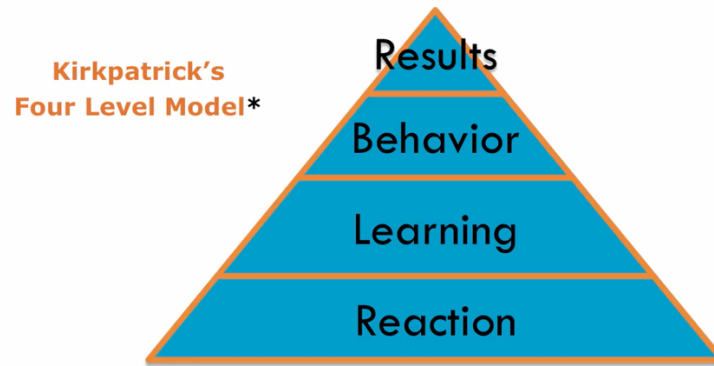 Kirkpatrick's
Four Level Model*
Results
Behavior
Learning
Reaction